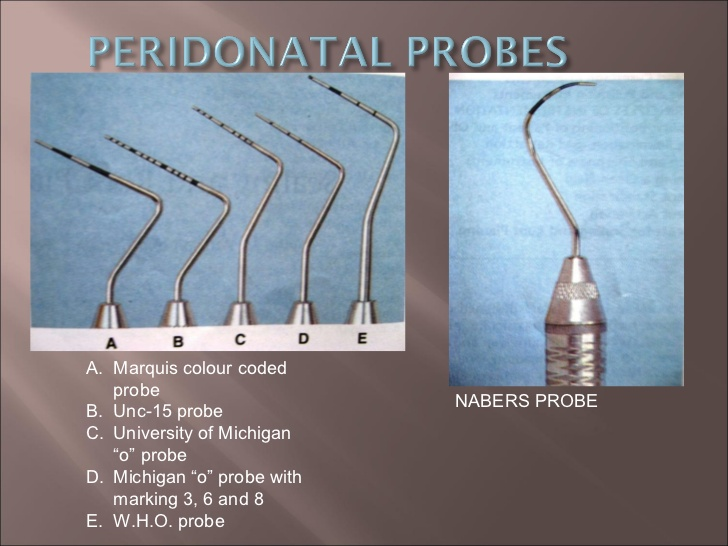 PERIDONATAL PROBES
A B C D E
A. Marquis colour coded
probe
B. Unc-15 probe
C. University of Michigan
“o” probe
D. Michigan “o” probe with
marking 3, 6 and 8
E. W.H.O. probe
NABERS PROBE